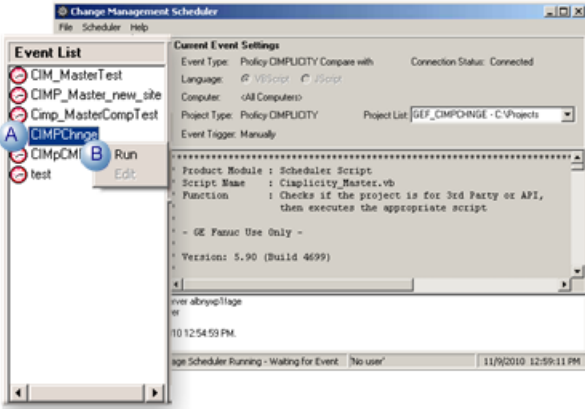 Change Management Scheduler
File Scheduler Help
Event List
CIM_MasterTest
CIMP_Master_new_site
Cimp_MasterCompTest
A CIMPChnge
CIMpCM
B Run
Edit
test
Current Event Settings
Event Type: Proficy CIMPLICITY Compare with Connection Status: Connected
Language: VBScript JScript
Computer: <All Computers>
Project Type: Proficy CIMPLICITY Project List: GEF_CIMPCHNGE - C:\Projects
Event Trigger: Manually
' Product Module : Scheduler Script
' Script Name : Cimplicity_Master.vb
' Function : Checks if the project is for 3rd Party or API,
' then executes the appropriate script
'
' - GE Fanuc Use Only -
'
' Version: 5.90 (Build 4699)
rver albnyxp1lage
er
10 12:54:59 PM.
age Scheduler Running - Waiting for Event 'No user' 11/9/2010 12:59:11 PM